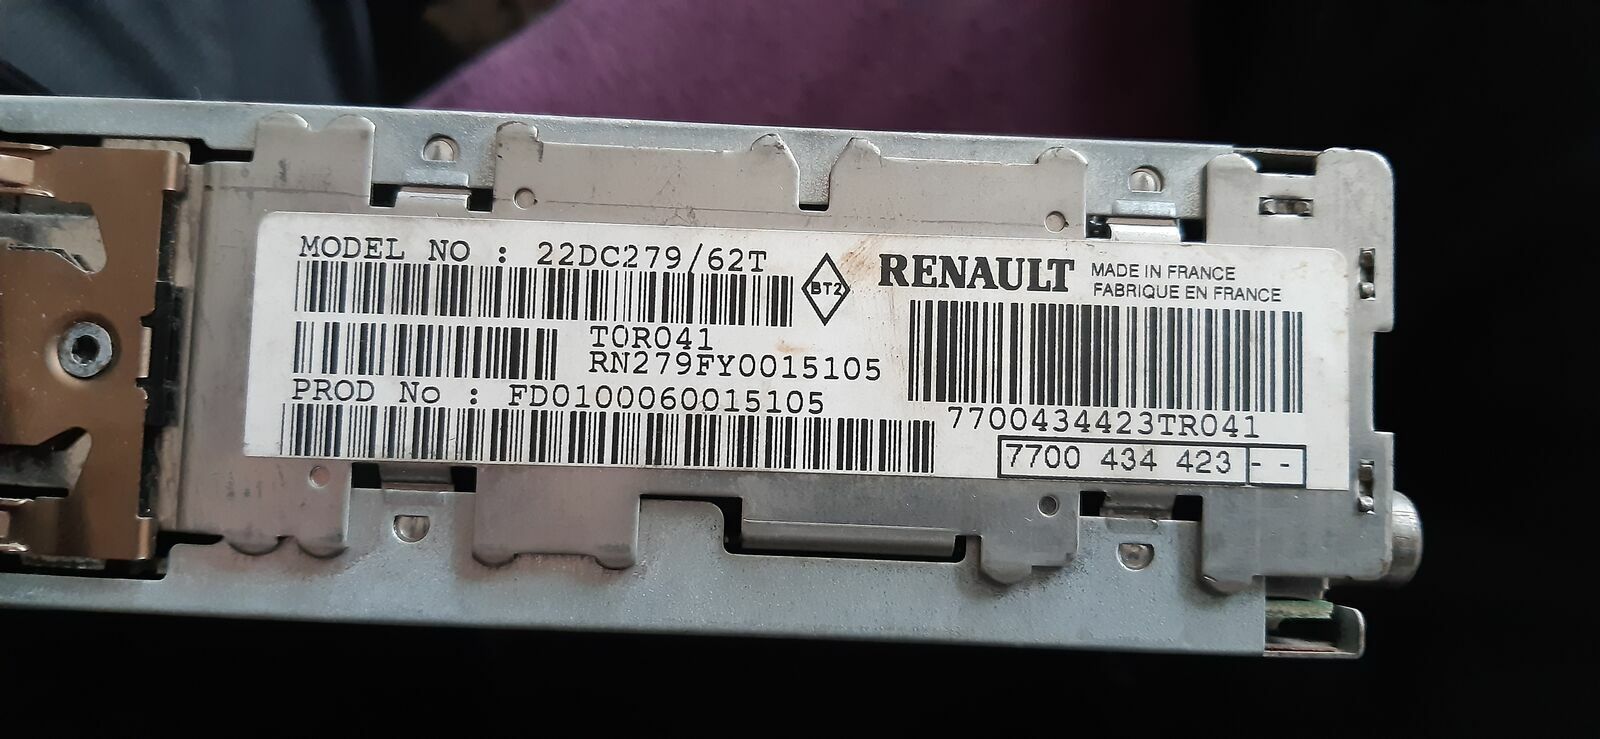 MODEL NO : 22DC279/62T
BT2
RENAULT
MADE IN FRANCE
FABRIQUE EN FRANCE
T0R041
RN279FY0015105
PROD No : FD0100060015105
7700434423TR041
7700 434 423 - -